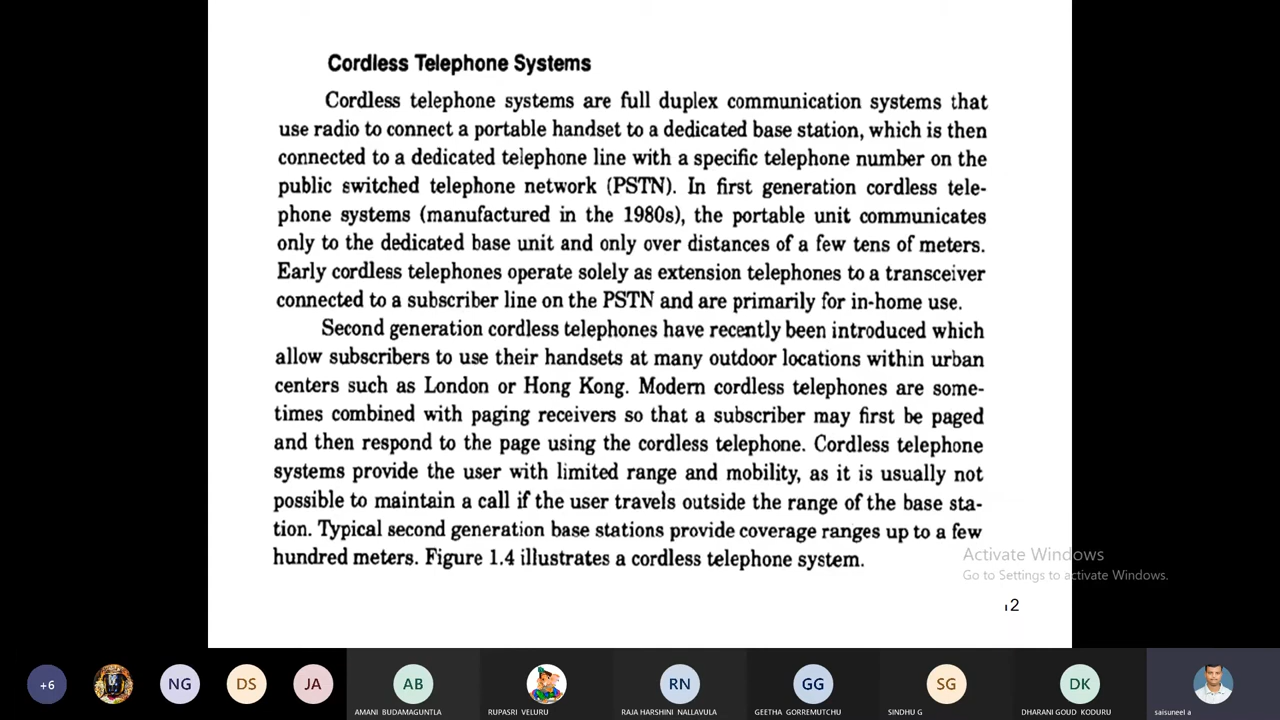 Cordless Telephone Systems
Cordless telephone systems are full duplex communication systems that
use radio to connect a portable handset to a dedicated base station, which is then
connected to a dedicated telephone line with a specific telephone number on the
public switched telephone network (PSTN). In first generation cordless tele-
phone systems (manufactured in the 1980s), the portable unit communicates
only to the dedicated base unit and only over distances of a few tens of meters.
Early cordless telephones operate solely as extension telephones to a transceiver
connected to a subscriber line on the PSTN and are primarily for in-home use.
Second generation cordless telephones have recently been introduced which
allow subscribers to use their handsets at many outdoor locations within urban
centers such as London or Hong Kong. Modern cordless telephones are some-
times combined with paging receivers so that a subscriber may first be paged
and then respond to the page using the cordless telephone. Cordless telephone
systems provide the user with limited range and mobility, as it is usually not
possible to maintain a call if the user travels outside the range of the base sta-
tion. Typical second generation base stations provide coverage ranges up to a few
hundred meters. Figure 1.4 illustrates a cordless telephone system.
Activate Windows
Go to Settings to activate Windows.
12
+6 NG DS JA AB RN GG SG DK
AMANI BUDAMAGUNTLA RUPASRI VELURU RAJA HARSHINI NALLAVULA GEETHA GORREMUTCHU SINDHU G DHARANI GOUD KODURU saisuneel a